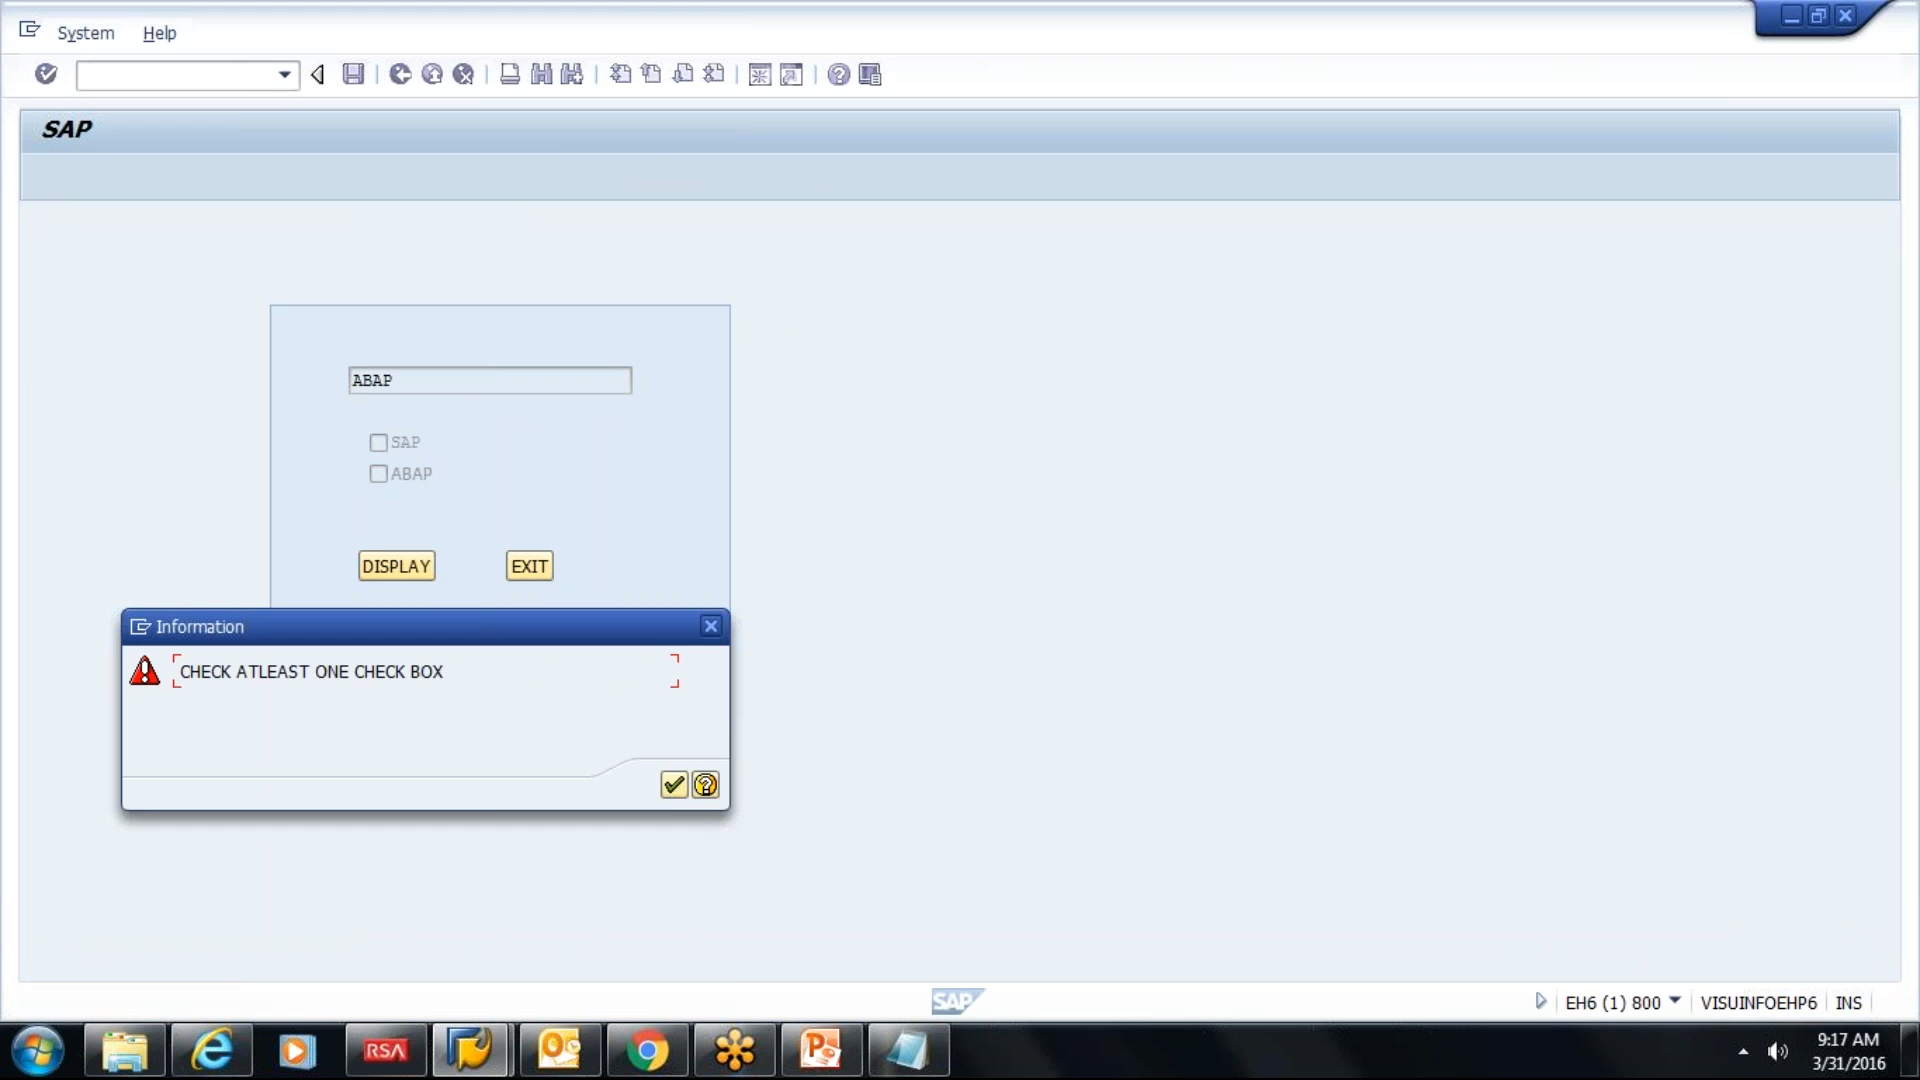 System Help
SAP
ABAP
SAP
ABAP
DISPLAY EXIT
Information
CHECK ATLEAST ONE CHECK BOX
SAP
EH6 (1) 800 VISUINFOEHP6 INS
RSA
9:17 AM
3/31/2016